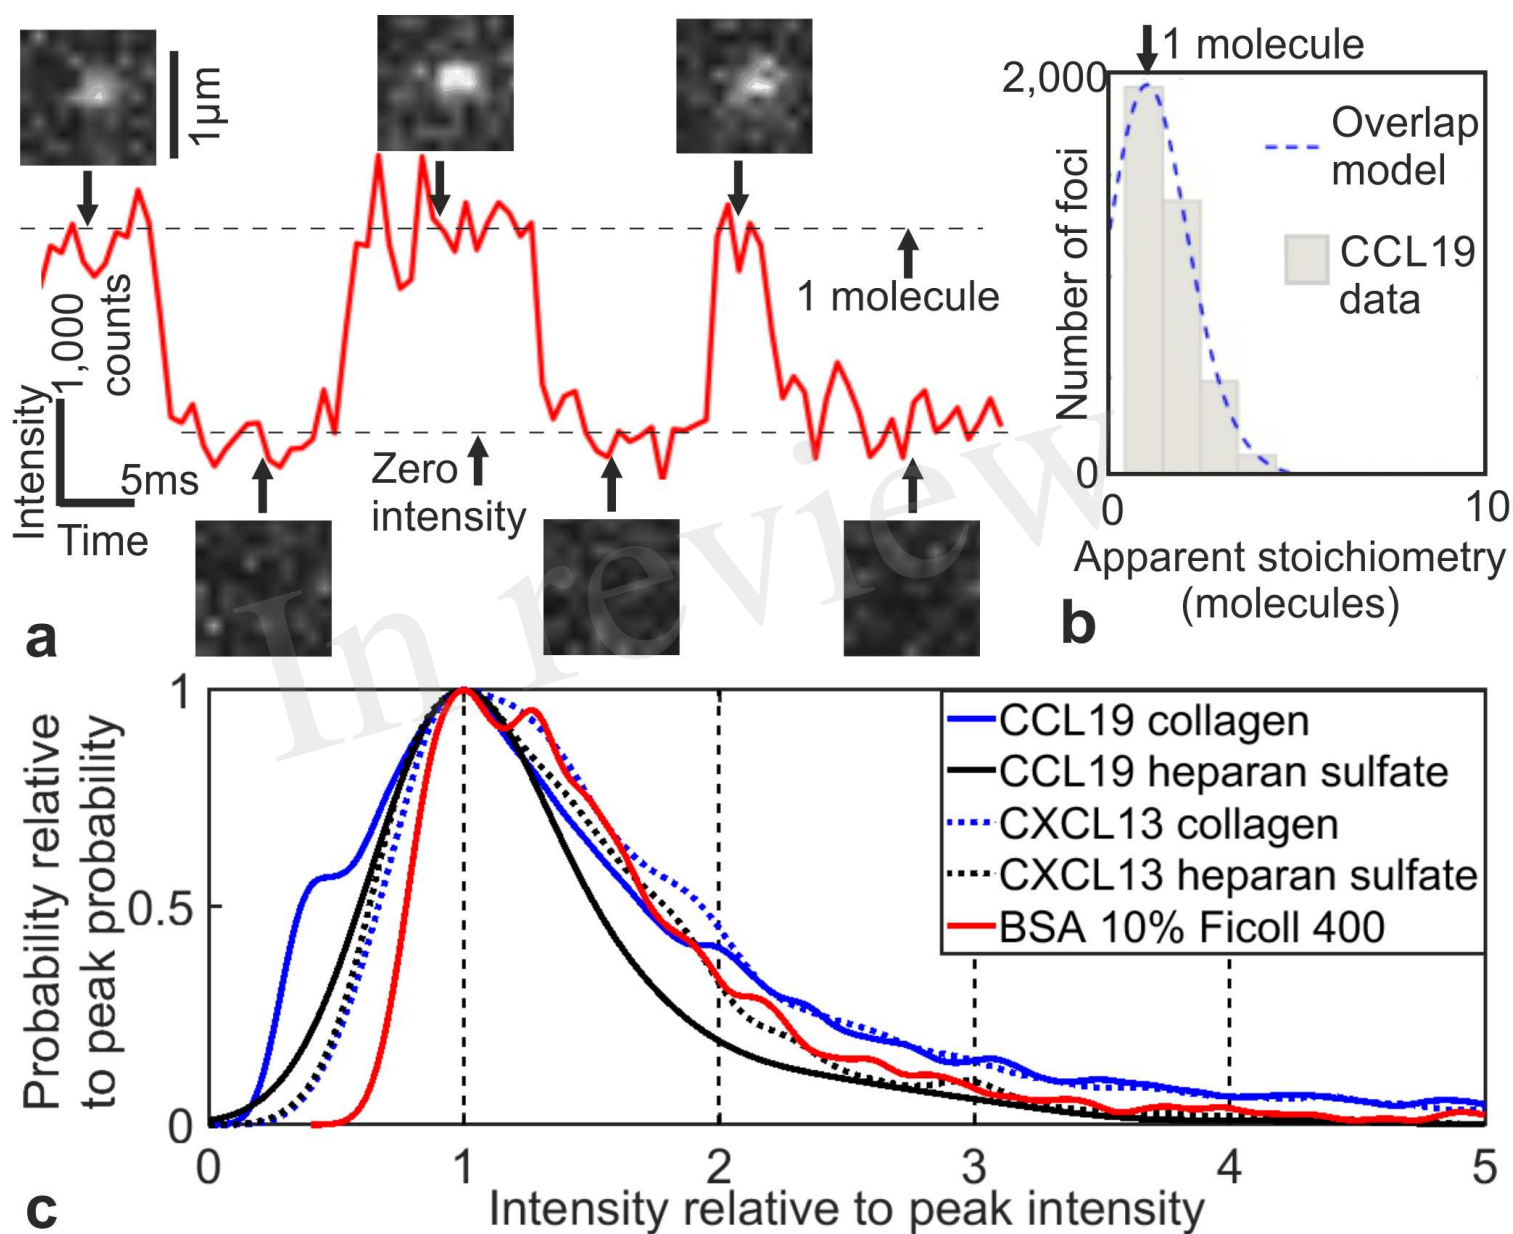 1µm
1 molecule
1,000
counts
Intensity
5ms
Time
Zero
intensity
a
1 molecule
2,000
0
Number of foci
Overlap
model
CCL19
data
0
10
Apparent stoichiometry
(molecules)
b
In review
1
0.5
0
Probability relative
to peak probability
CCL19 collagen
CCL19 heparan sulfate
CXCL13 collagen
CXCL13 heparan sulfate
BSA 10% Ficoll 400
0 1 2 3 4 5
Intensity relative to peak intensity
c